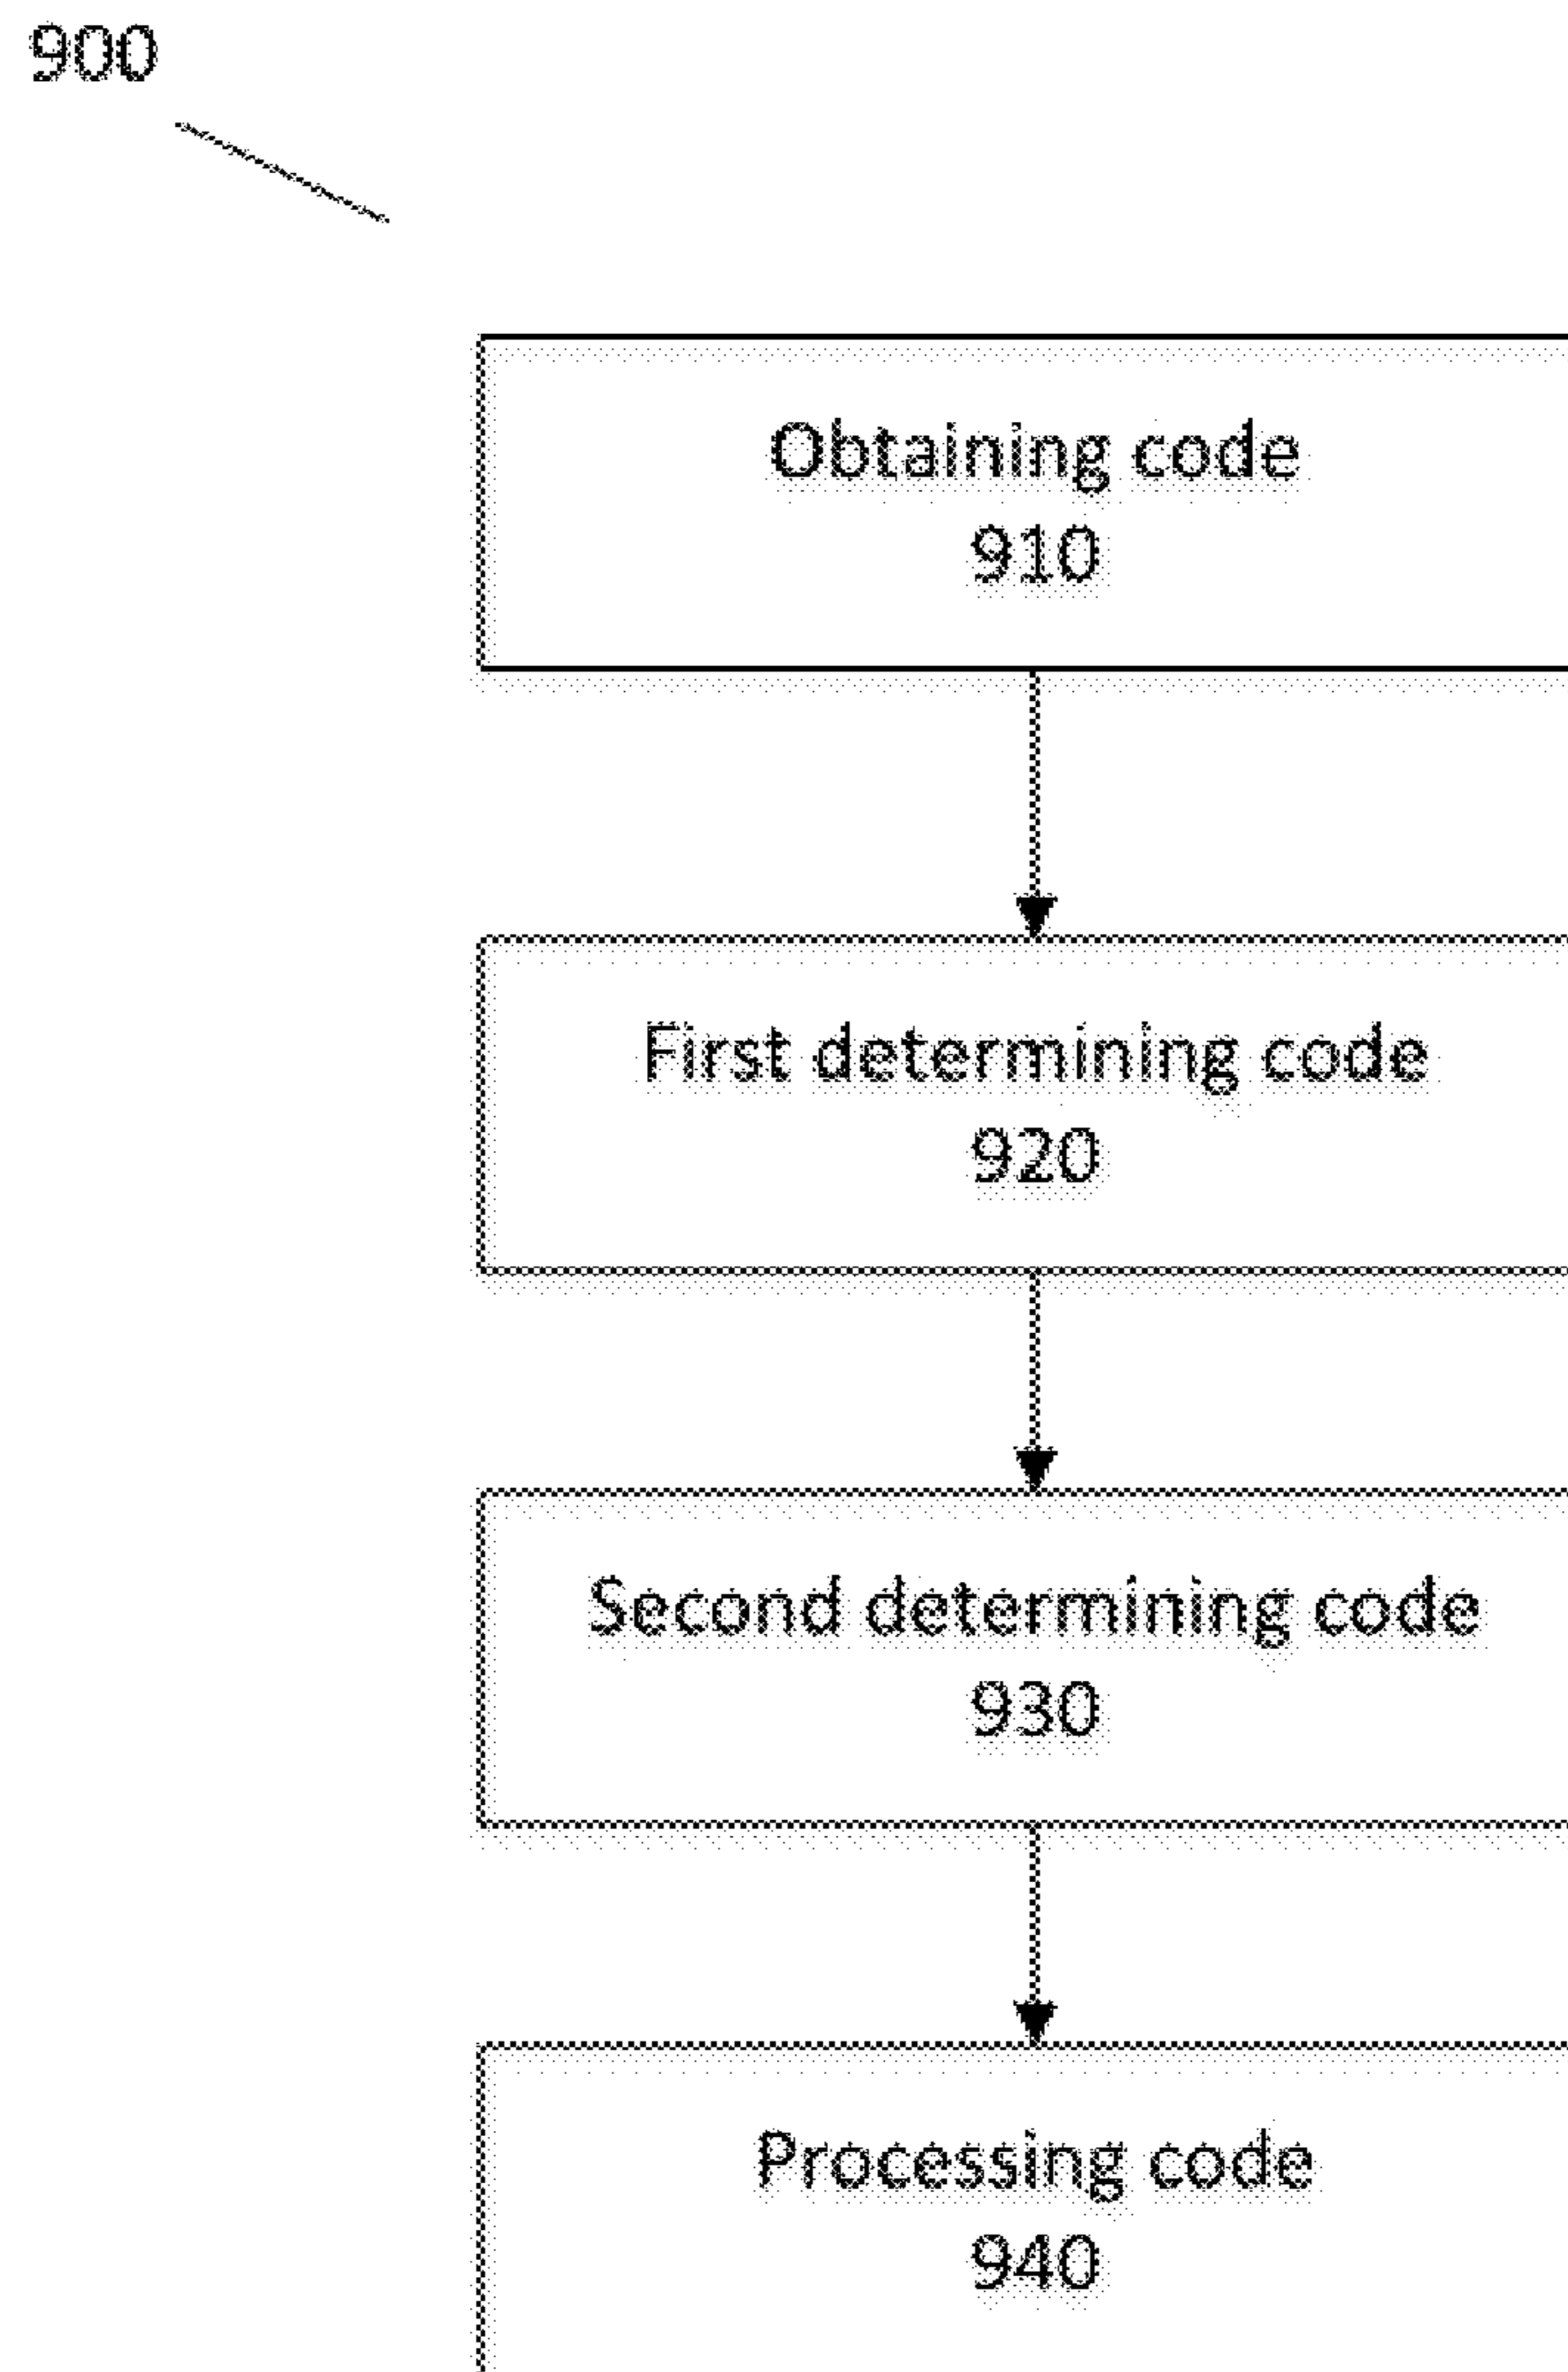 900
Obtaining code
910
First determining code
920
Second determining code
930
Processing code
940